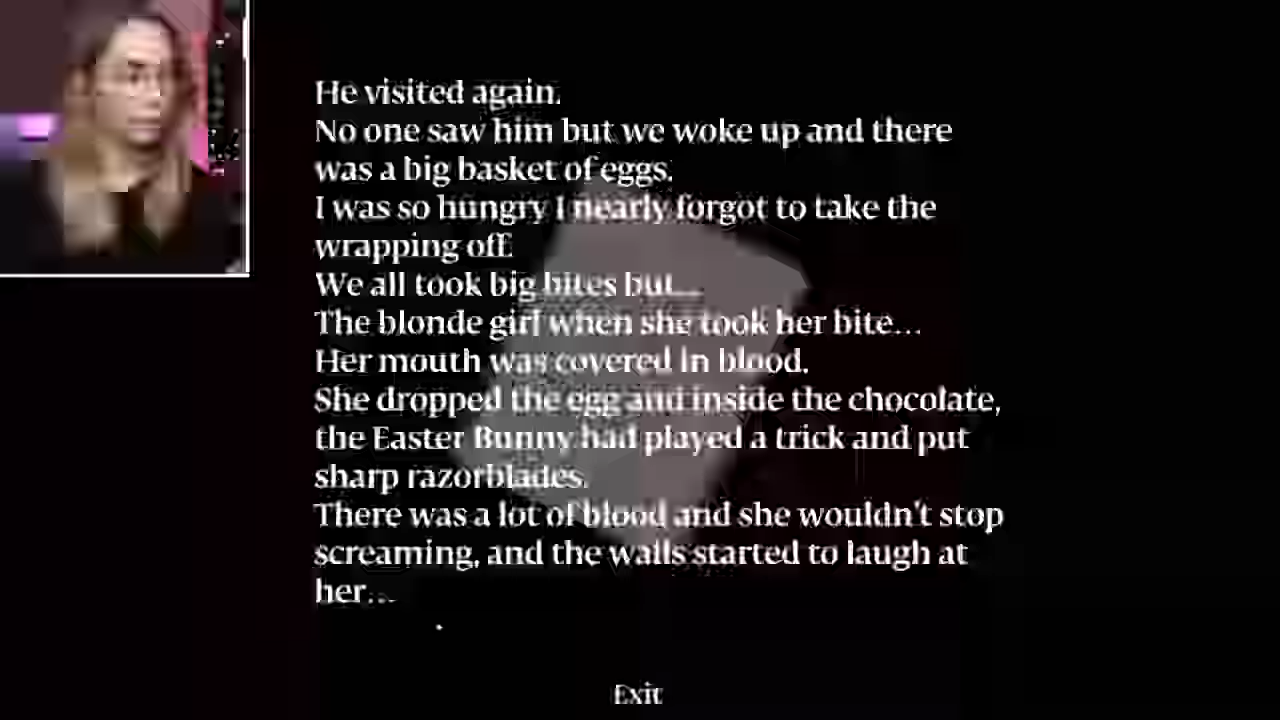 He visited again.
No one saw him but we woke up and there
was a big basket of eggs.
I was so hungry I nearly forgot to take the
wrapping off.
We all took big bites but...
The blonde girl when she took her bite...
Her mouth was covered in blood.
She dropped the egg and inside the chocolate,
the Easter Bunny had played a trick and put
sharp razorblades.
There was a lot of blood and she wouldn't stop
screaming, and the walls started to laugh at
her...
Exit